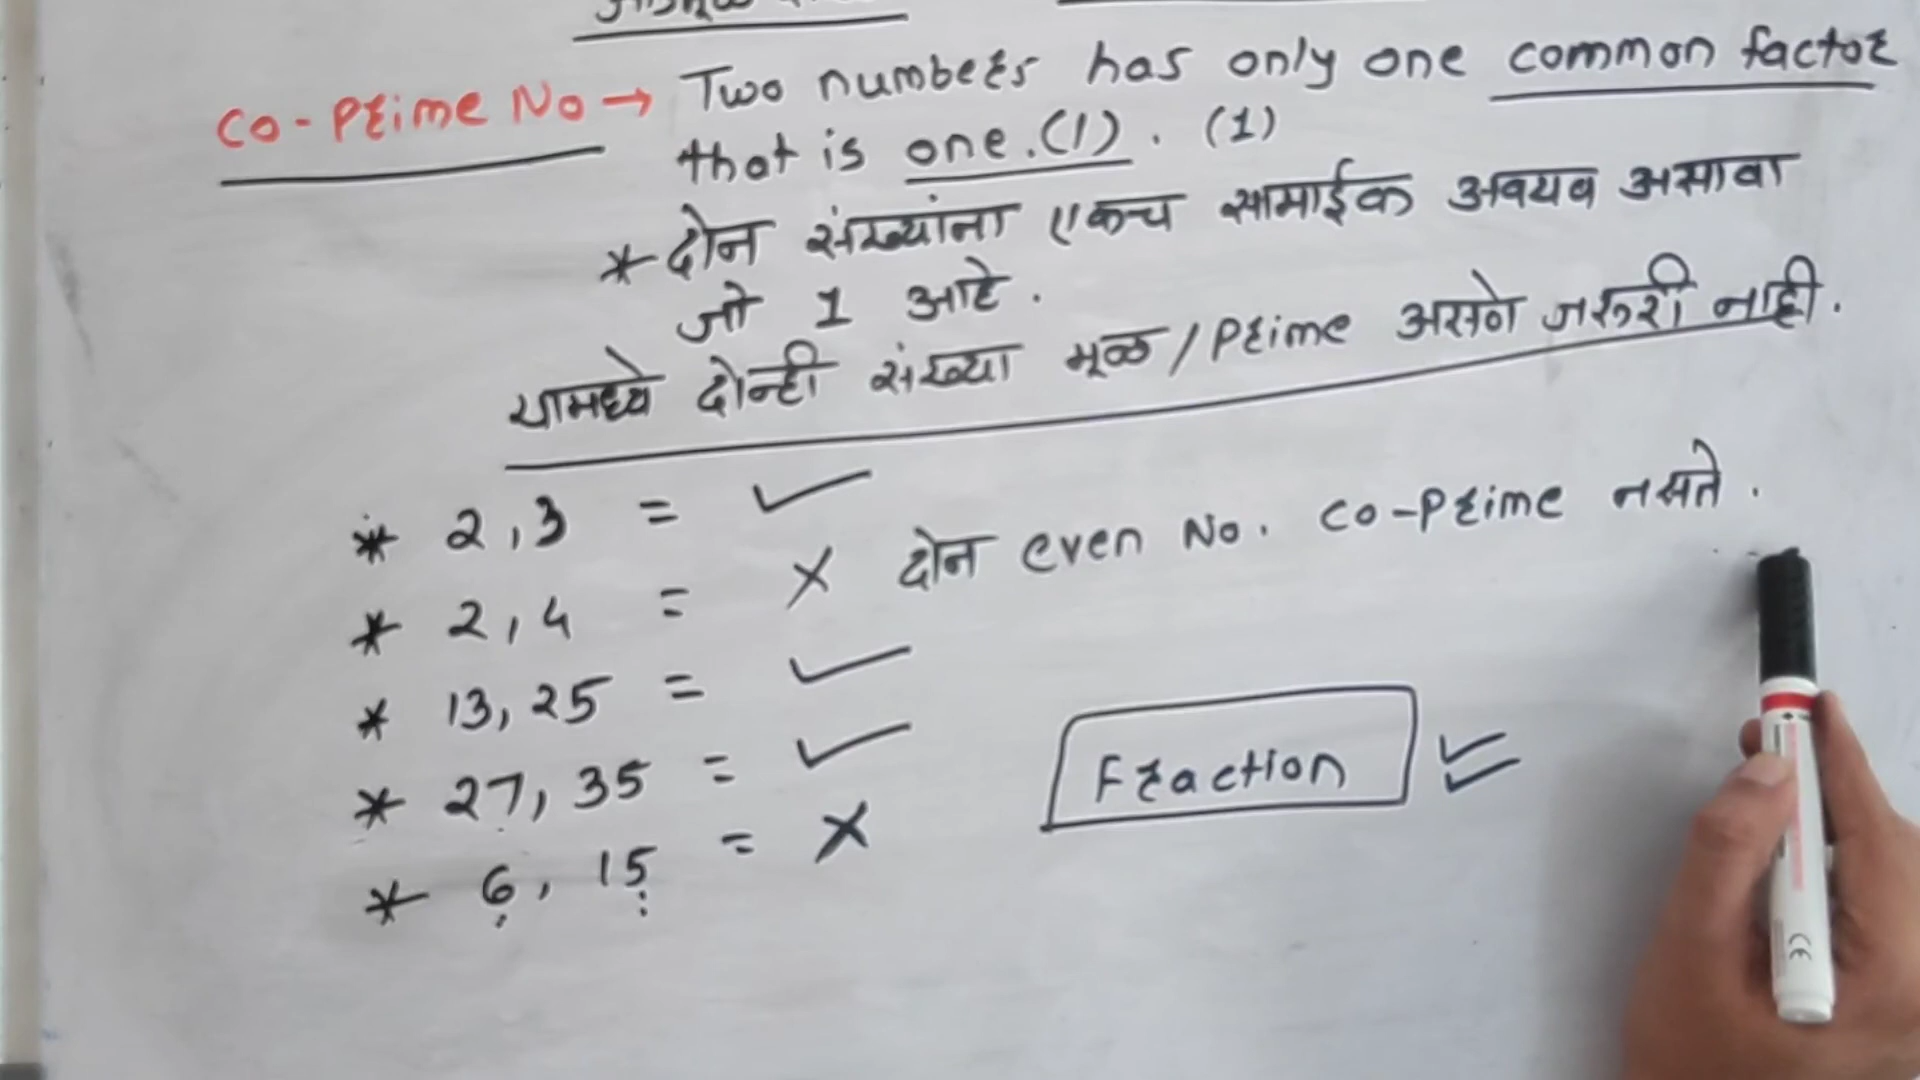 Co-Prime No → Two numbers has only one common factor
that is one.(1). (1)
* दोन संख्यांना एकच सामाईक अवयव असावा
जो 1 आहे.
यामध्ये दोन्ही संख्या मूळ/Prime असणे जरुरी नाही.
* 2,3 = ✓
* 2,4 = × दोन even No. co-prime नसते.
* 13,25 = ✓
* 27,35 = ✓
Fraction ✓
* 6, 15 = ×
CE